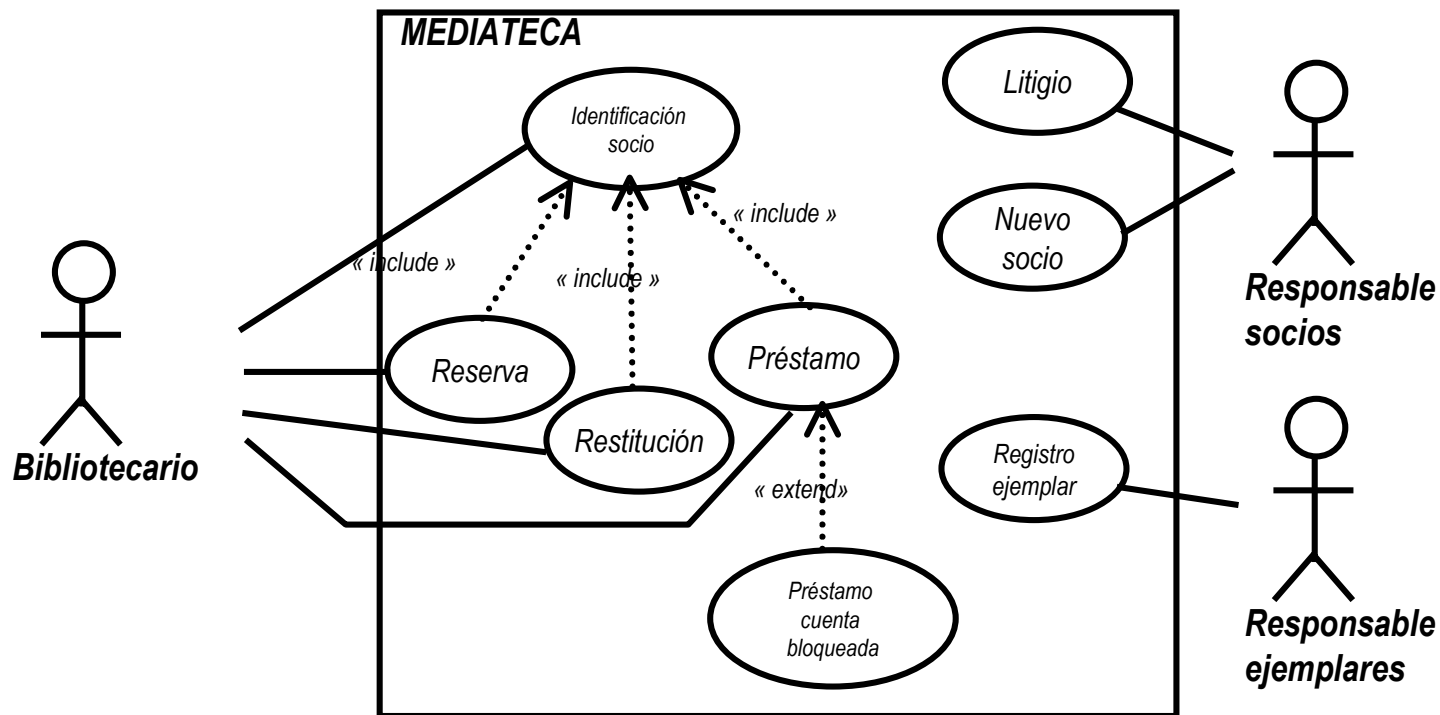 MEDIATECA
Identificación
socio
Litigio
Nuevo
socio
« include »
« include »
« include »
Responsable
socios
Reserva
Préstamo
Restitución
Bibliotecario
Registro
ejemplar
« extend»
Préstamo
cuenta
bloqueada
Responsable
ejemplares